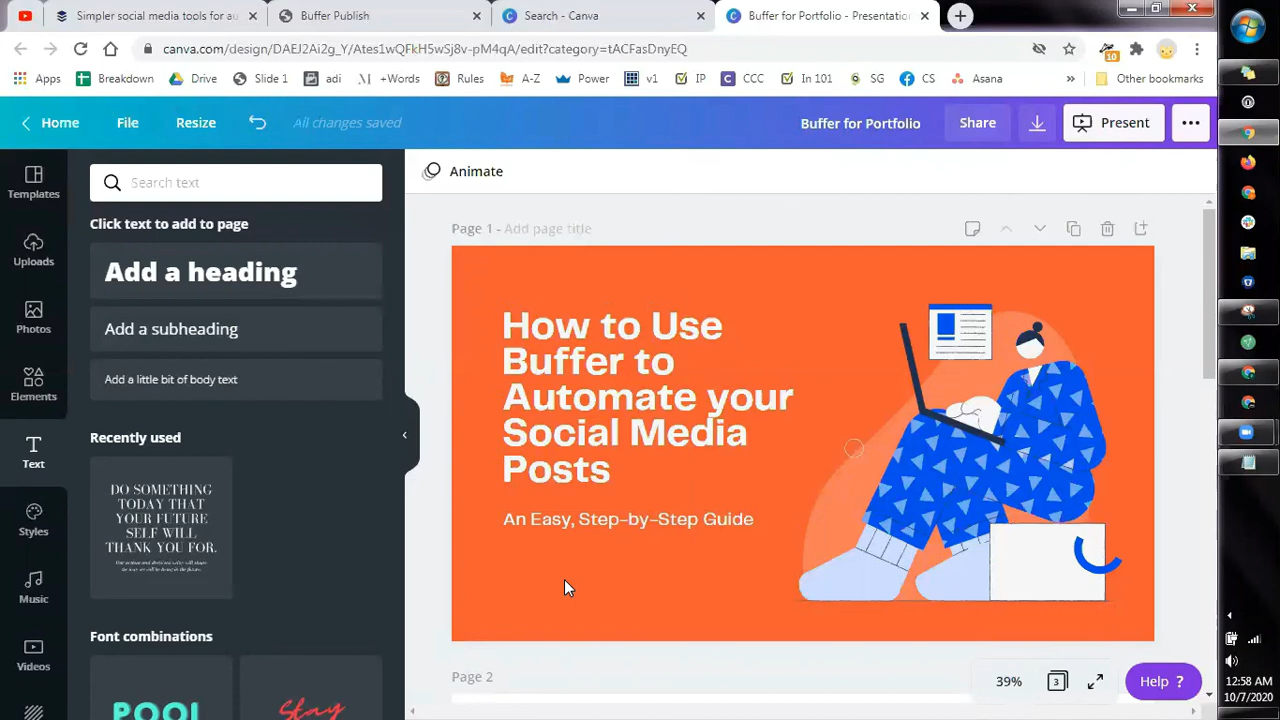 Simpler social media tools for au
Buffer Publish
Search - Canva
Buffer for Portfolio - Presentation
canva.com/design/DAEJ2Ai2g_Y/Ates1wQFkH5wSj8v-pM4qA/edit?category=tACFasDnyEQ
10
Apps
Breakdown
Drive
Slide 1
adi
+Words
Rules
A-Z
Power
v1
IP
CCC
In 101
SG
CS
Asana
»
Other bookmarks
Home
File
Resize
All changes saved
Buffer for Portfolio
Share
Present
Templates
Uploads
Photos
Elements
Text
Styles
Music
Videos
Search text
Click text to add to page
Add a heading
Add a subheading
Add a little bit of body text
Recently used
DO SOMETHING
TODAY THAT
YOUR FUTURE
SELF WILL
THANK YOU FOR.
Font combinations
POOL
Stay
Animate
Page 1 - Add page title
How to Use
Buffer to
Automate your
Social Media
Posts
An Easy, Step-by-Step Guide
Page 2
39%
3
Help ?
12:58 AM
10/7/2020